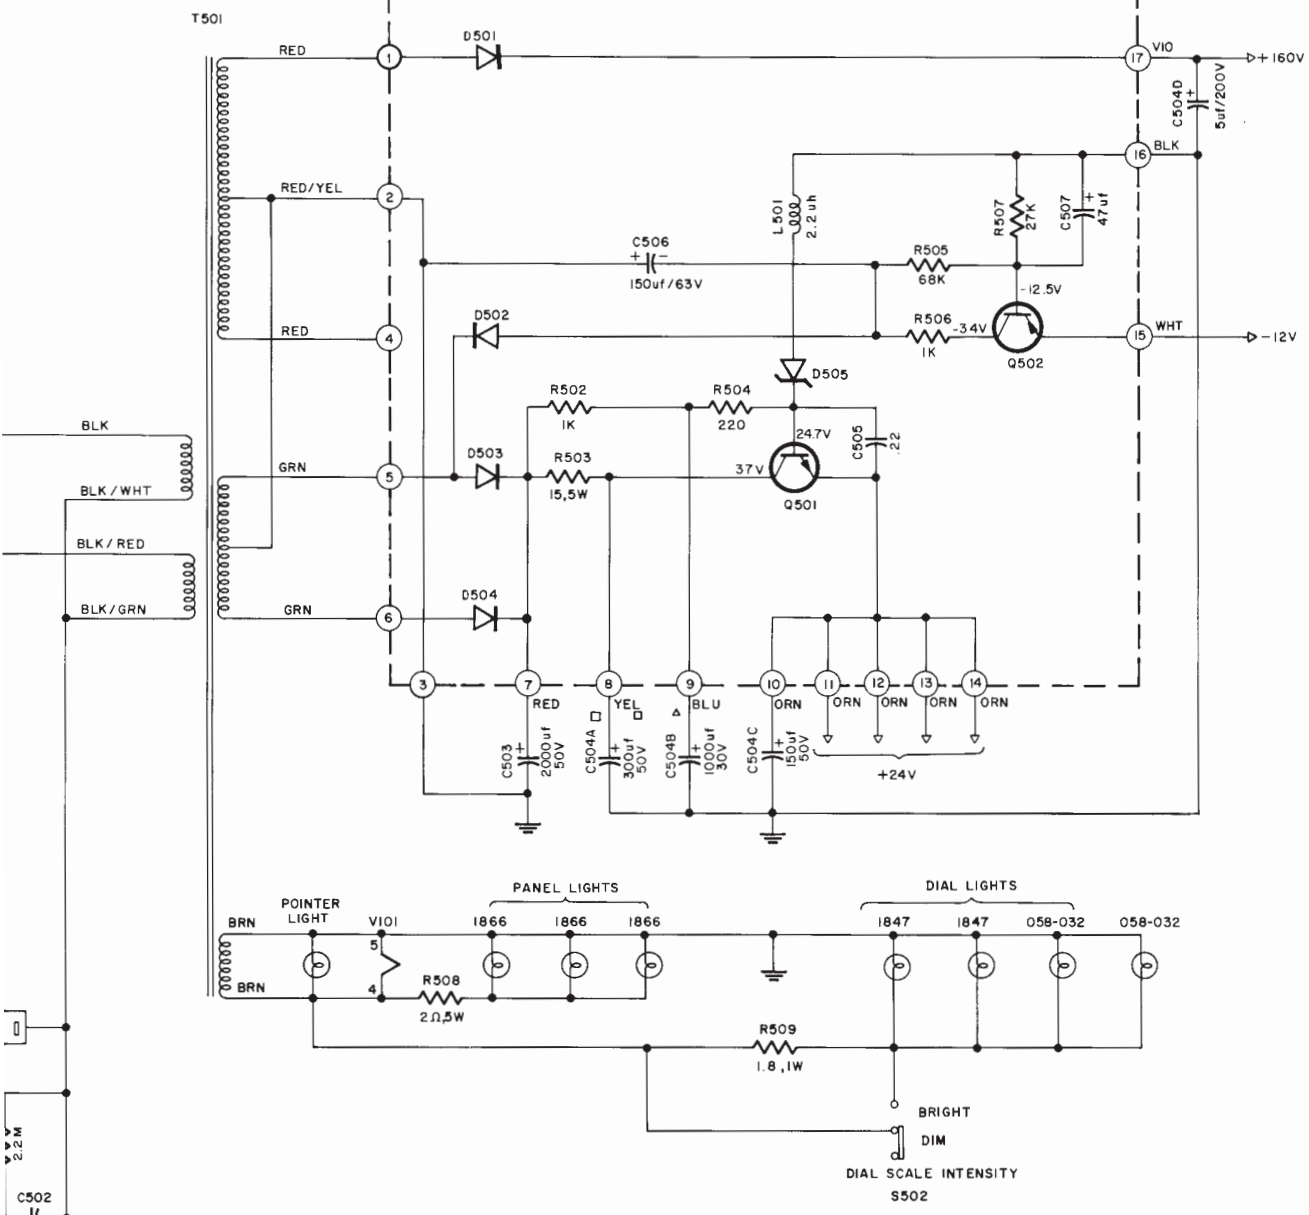 T501
RED
1
D501
17
VIO
+160V
C504D
+
5uf/200V
16
BLK
RED/YEL
2
L501
2.2uh
R507
27K
C507
+
47uf
C506
+ -
150uf/63V
R505
68K
-12.5V
RED
4
D502
R506
-34V
1K
Q502
15
WHT
-12V
D505
R502
1K
R504
220
24.7V
C505
.22
BLK
GRN
5
D503
R503
15,5W
37V
Q501
BLK/WHT
BLK/RED
BLK/GRN
GRN
6
D504
3
7
8
9
10
11
12
13
14
RED
YEL
BLU
ORN
ORN
ORN
ORN
ORN
C503
+
2000uf
50V
C504A
+
300uf
50V
C504B
+
1000uf
30V
C504C
+
150uf
50V
+24V
PANEL LIGHTS
DIAL LIGHTS
POINTER
LIGHT
BRN
V101
1866
1866
1866
1847
1847
058-032
058-032
5
4
BRN
R508
2Ω,5W
R509
1.8,1W
BRIGHT
DIM
DIAL SCALE INTENSITY
S502
2.2M
C502